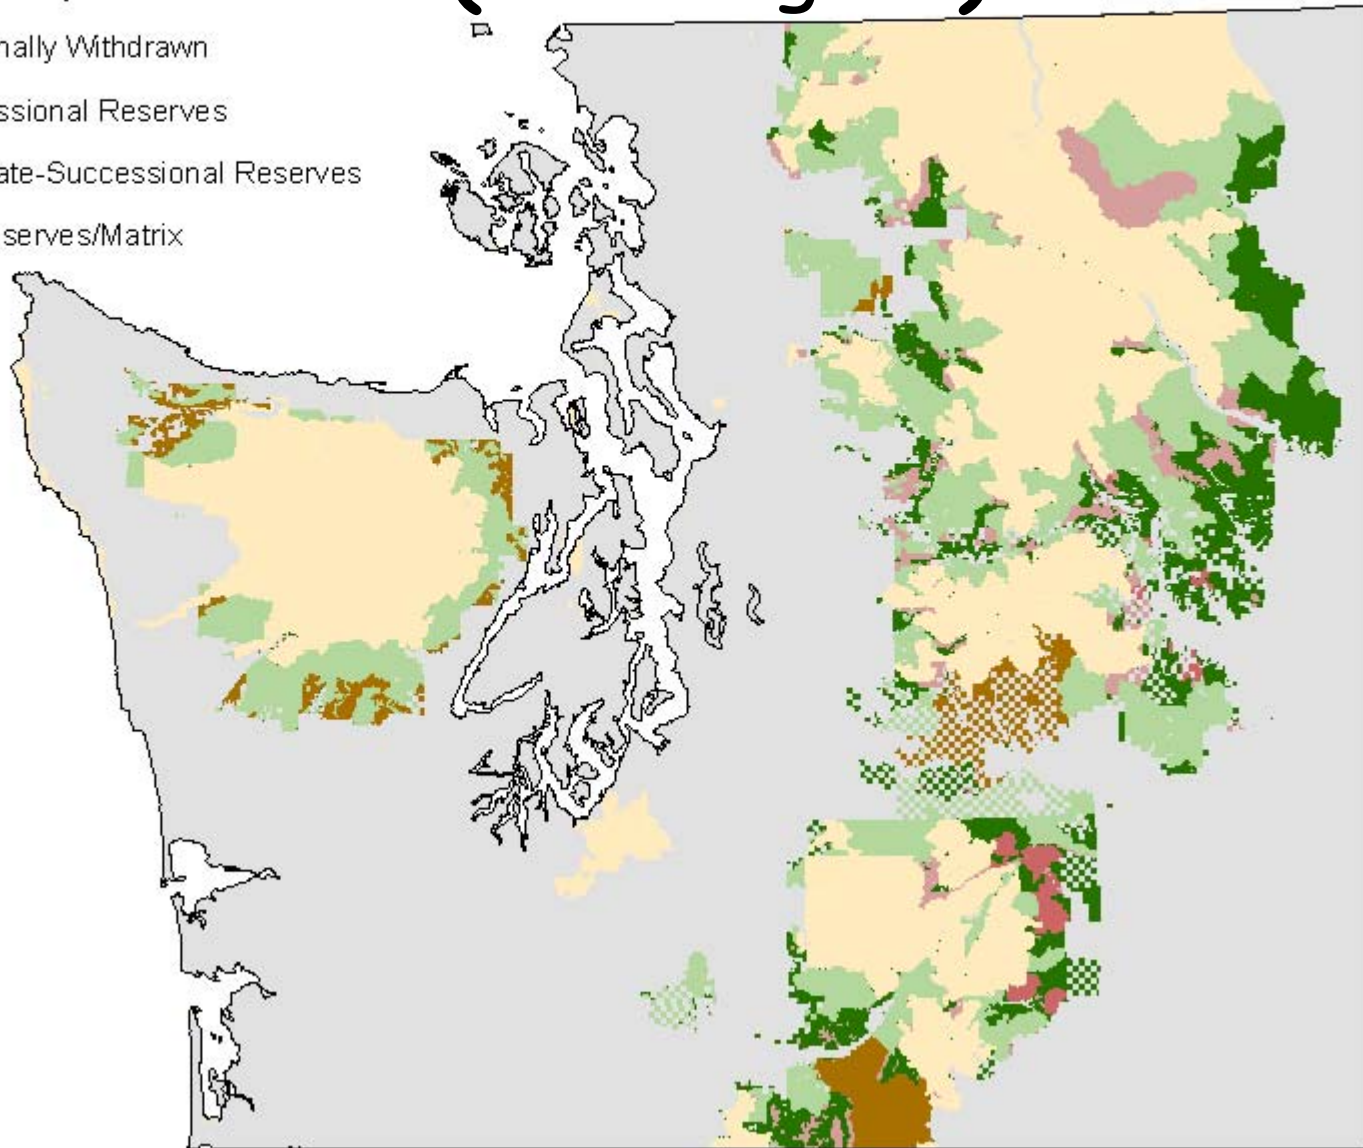 nally Withdrawn
ssional Reserves
ate-Successional Reserves
serves/Matrix